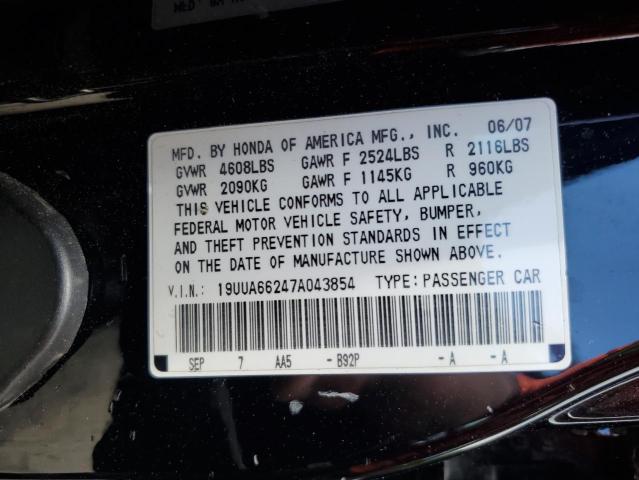 MFD. BY HONDA OF AMERICA MFG., INC. 06/07
GVWR 4608LBS GAWR F 2524LBS R 2116LBS
GVWR 2090KG GAWR F 1145KG R 960KG
THIS VEHICLE CONFORMS TO ALL APPLICABLE
FEDERAL MOTOR VEHICLE SAFETY, BUMPER,
AND THEFT PREVENTION STANDARDS IN EFFECT
ON THE DATE OF MANUFACTURE SHOWN ABOVE.
V.I.N.: 19UUA66247A043854 TYPE: PASSENGER CAR
SEP 7 AA5 -B92P -A -A